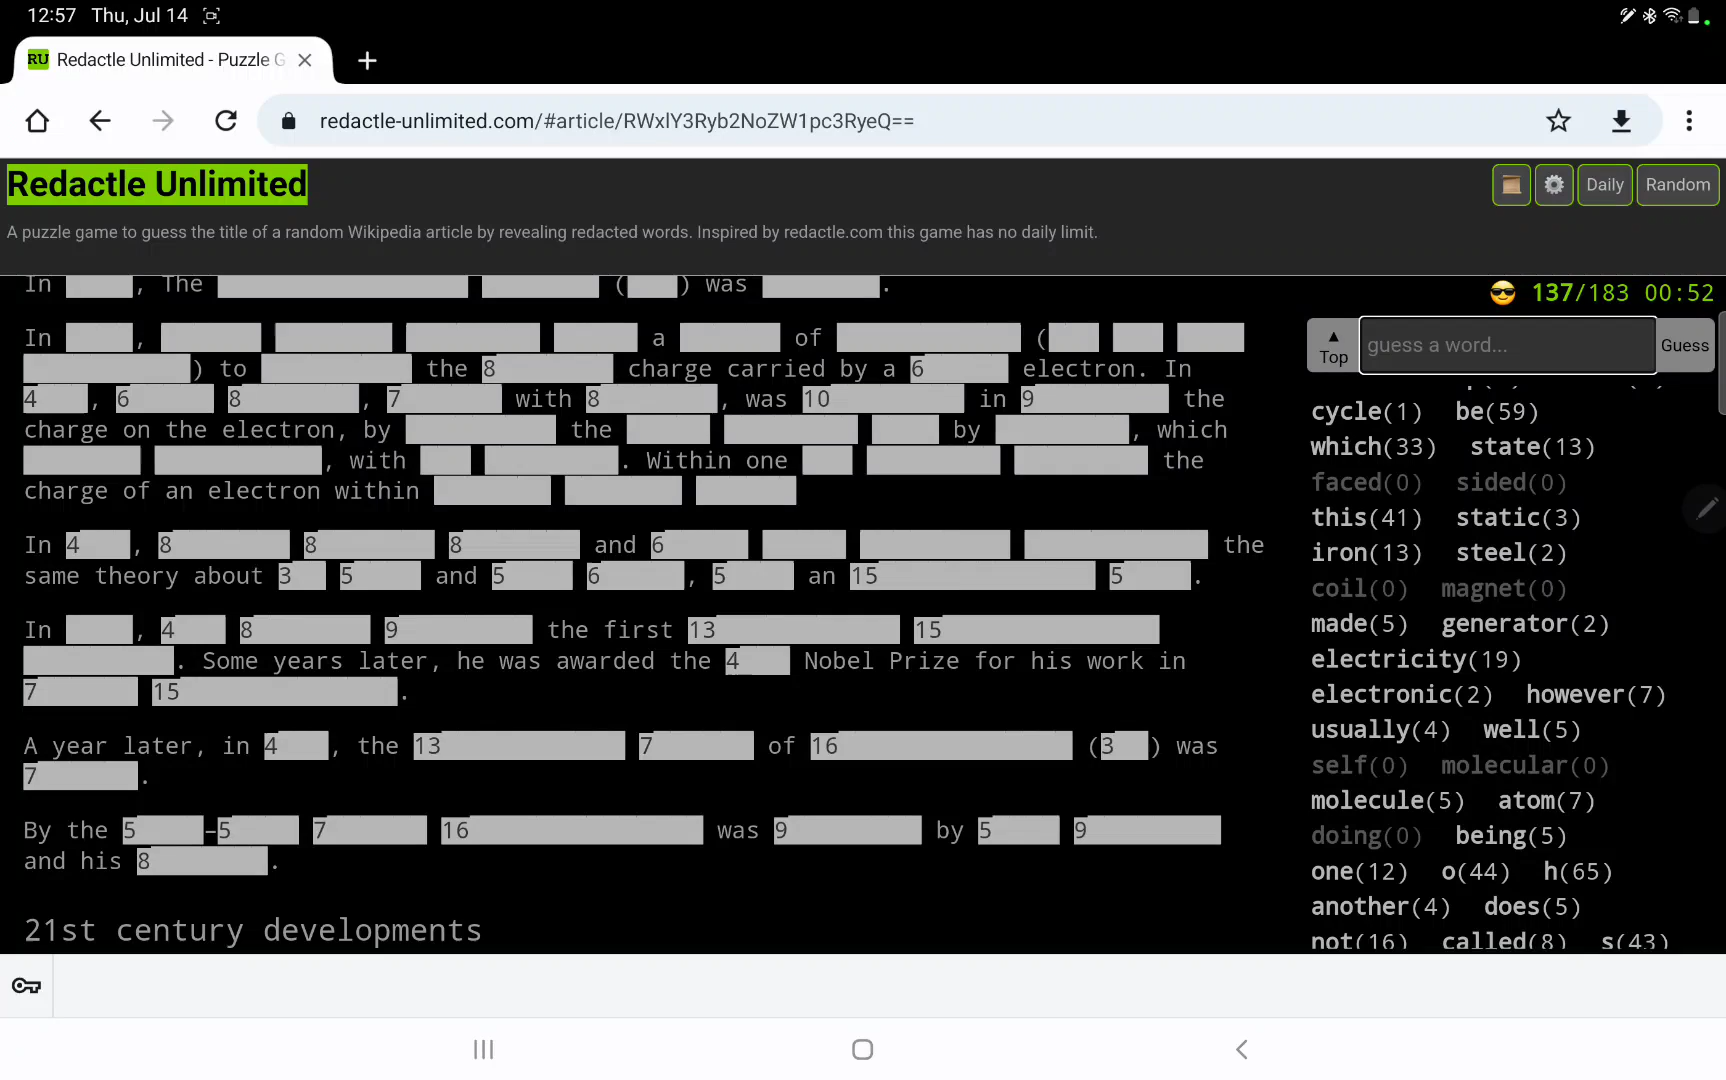 12:57 Thu, Jul 14
RU Redactle Unlimited - Puzzle G
redactle-unlimited.com/#article/RWxlY3Ryb2NoZW1pc3RyeQ==
Redactle Unlimited
Daily Random
A puzzle game to guess the title of a random Wikipedia article by revealing redacted words. Inspired by redactle.com this game has no daily limit.
In , The ( ) was .
137/183 00:52
In , a of (
) to the 8 charge carried by a 6 electron. In
4 , 6 8 , 7 with 8 , was 10 in 9 the
charge on the electron, by the by , which
, with . Within one the
charge of an electron within
In 4 , 8 8 8 and 6 the
same theory about 3 5 and 5 6 , 5 an 15 5 .
In , 4 8 9 the first 13 15
. Some years later, he was awarded the 4 Nobel Prize for his work in
7 15 .
A year later, in 4 , the 13 7 of 16 (3 ) was
7 .
By the 5 –5 7 16 was 9 by 5 9
and his 8 .
21st century developments
▲
Top guess a word... Guess
cycle(1) be(59)
which(33) state(13)
faced(0) sided(0)
this(41) static(3)
iron(13) steel(2)
coil(0) magnet(0)
made(5) generator(2)
electricity(19)
electronic(2) however(7)
usually(4) well(5)
self(0) molecular(0)
molecule(5) atom(7)
doing(0) being(5)
one(12) o(44) h(65)
another(4) does(5)
not(16) called(8) s(43)